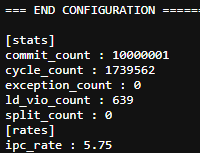 === END CONFIGURATION ======
[stats]
commit_count : 10000001
cycle_count : 1739562
exception_count : 0
ld_vio_count : 639
split_count : 0
[rates]
ipc_rate : 5.75